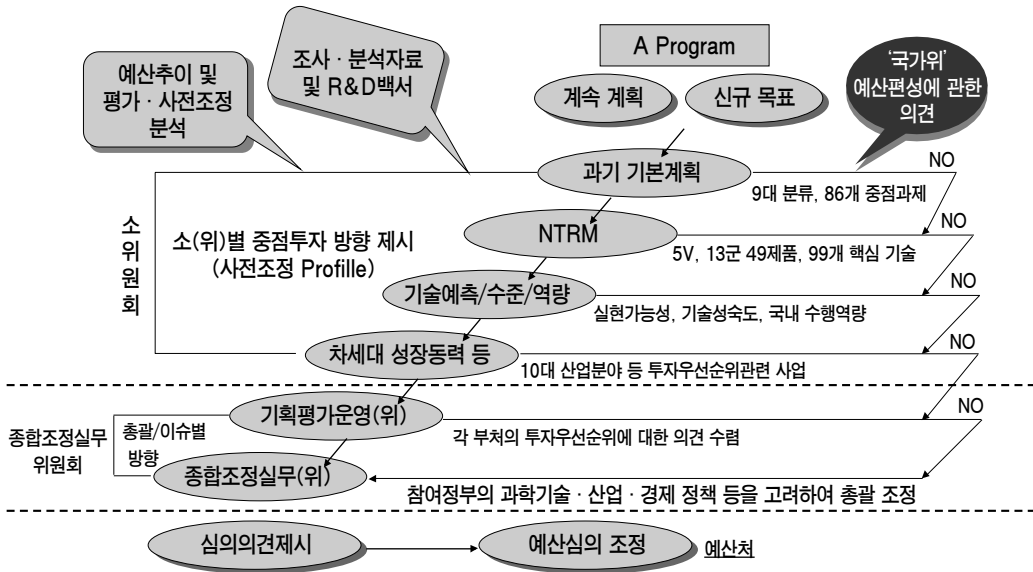 예산추이 및
평가 · 사전조정
분석
조사 · 분석자료
및 R&D백서
A Program
계속 계획
신규 목표
‘국가위’
예산편성에 관한
의견
과기 기본계획
NO
9대 분류, 86개 중점과제
소위원회
소(위)별 중점투자 방향 제시
(사전조정 Profille)
NTRM
NO
5V, 13군 49제품, 99개 핵심 기술
기술예측/수준/역량
NO
실현가능성, 기술성숙도, 국내 수행역량
차세대 성장동력 등
NO
10대 산업분야 등 투자우선순위관련 사업
종합조정실무
위원회
총괄/이슈별
방향
기획평가운영(위)
NO
각 부처의 투자우선순위에 대한 의견 수렴
종합조정실무(위)
참여정부의 과학기술 · 산업 · 경제 정책 등을 고려하여 총괄 조정
심의의견제시
예산심의 조정
예산처